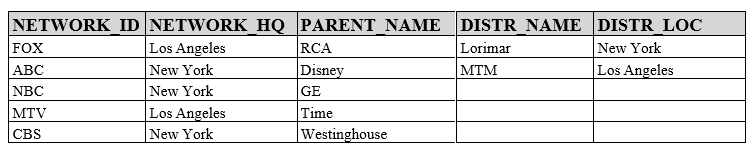 NETWORK_ID NETWORK_HQ PARENT_NAME DISTR_NAME DISTR_LOC
FOX Los Angeles RCA Lorimar New York
ABC New York Disney MTM Los Angeles
NBC New York GE
MTV Los Angeles Time
CBS New York Westinghouse